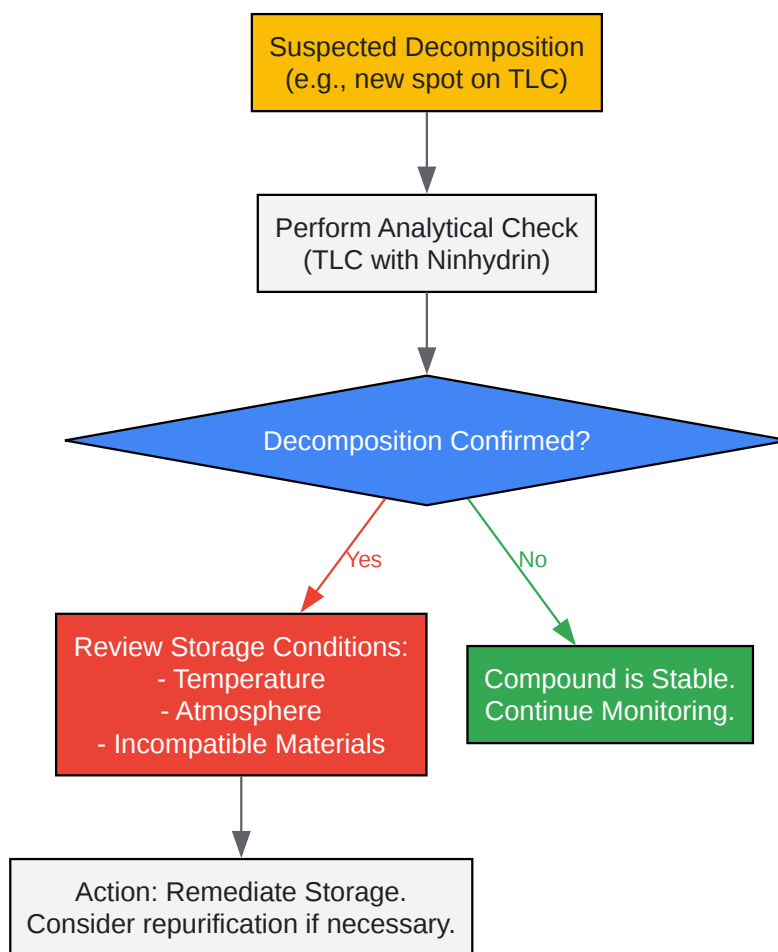 Suspected Decomposition
(e.g., new spot on TLC)
Perform Analytical Check
(TLC with Ninhydrin)
Decomposition Confirmed?
Yes
No
Review Storage Conditions:
- Temperature
- Atmosphere
- Incompatible Materials
Compound is Stable.
Continue Monitoring.
Action: Remediate Storage.
Consider repurification if necessary.